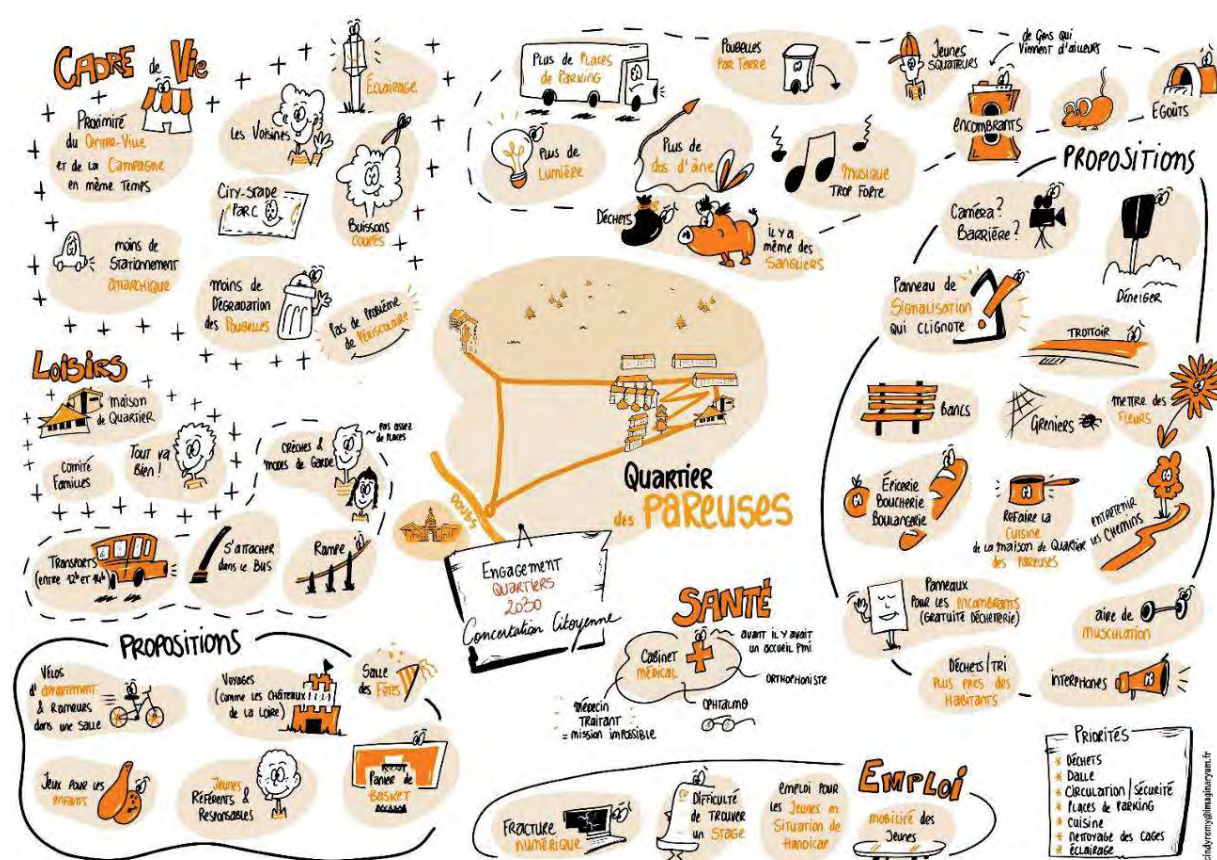 CADRE de Vie
Proximité
du Centre-Ville
et de la Campagne
en même Temps
Les Voisines
Éclairage
City-Stade
Parc
Buissons
coupés
moins de
Stationnement
anarchique
moins de
Dégradation
des Poubelles
Pas de Problème
de Périscolaire
Loisirs
maison
de Quartier
Tout va
Bien !
Comité
Familles
Crèches &
modes de Garde
Pas assez
de places
Transports
(entre 12h et 14h)
S'attacher
dans le Bus
Rampe
Plus de Places
de Parking
Poubelles
Par Terre
Jeunes
Squatteurs
de Gens qui
Viennent d'ailleurs
encombrants
Egoûts
Plus de
Lumière
Plus de
dos d'âne
musique
trop forte
Déchets
il y a
même des
Sangliers
PROPOSITIONS
Caméra ?
Barrière ?
Déneiger
Panneau de
Signalisation
qui clignote
Trottoir
Bancs
Greniers
mettre des
Fleurs
Épicerie
Boucherie
Boulangerie
Refaire la
Cuisine
de la maison de Quartier
des Pareuses
entretenir
les Chemins
Panneaux
Pour les encombrants
(Gratuité Déchetterie)
aire de
musculation
Déchets/Tri
Plus près des
Habitants
interphones
Quartier
des Pareuses
Doubs
Engagement
Quartiers
2030
Concertation Citoyenne
SANTÉ
Cabinet
médical
avant il y avait
un accueil PMI
orthophoniste
ophtalmo
médecin
Traitant
= mission impossible
PROPOSITIONS
Vélos
d'appartement
& Rameurs
dans une salle
Voyages
(comme les Châteaux
de la Loire)
Salle
des Fêtes
Jeux pour les
enfants
Jeunes
Référents &
Responsables
Panier de
Basket
EMPLOI
Fracture
numérique
Difficulté
de Trouver
un Stage
emploi pour
les Jeunes en
Situation de
Handicap
mobilité des
Jeunes
Priorités
* Déchets
* Dalle
* Circulation/Sécurité
* Places de Parking
* Cuisine
* nettoyage des cages
* éclairage
cindyremy@imaginaryum.fr